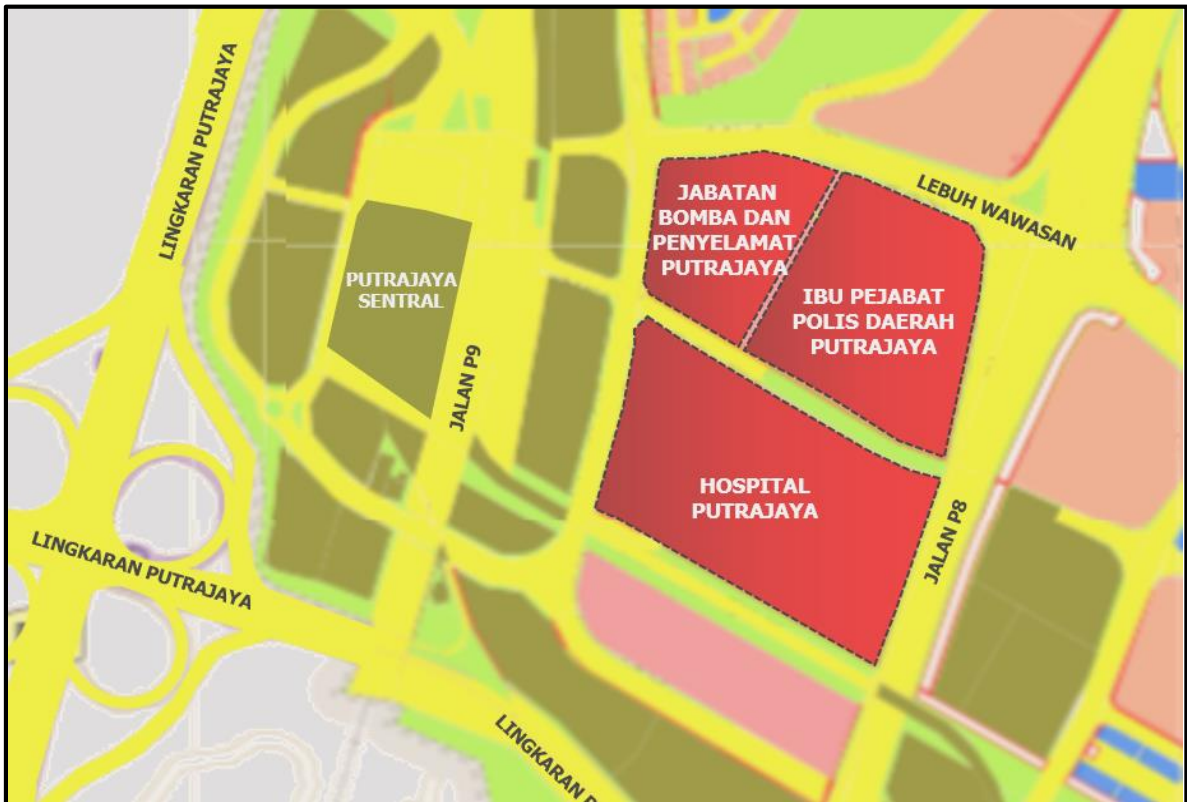 LINGKARAN PUTRAJAYA
JABATAN
BOMBA DAN
PENYELAMAT
PUTRAJAYA
LEBUH WAWASAN
PUTRAJAYA
SENTRAL
IBU PEJABAT
POLIS DAERAH
PUTRAJAYA
JALAN P9
HOSPITAL
PUTRAJAYA
JALAN P8
LINGKARAN PUTRAJAYA
LINGKARAN P